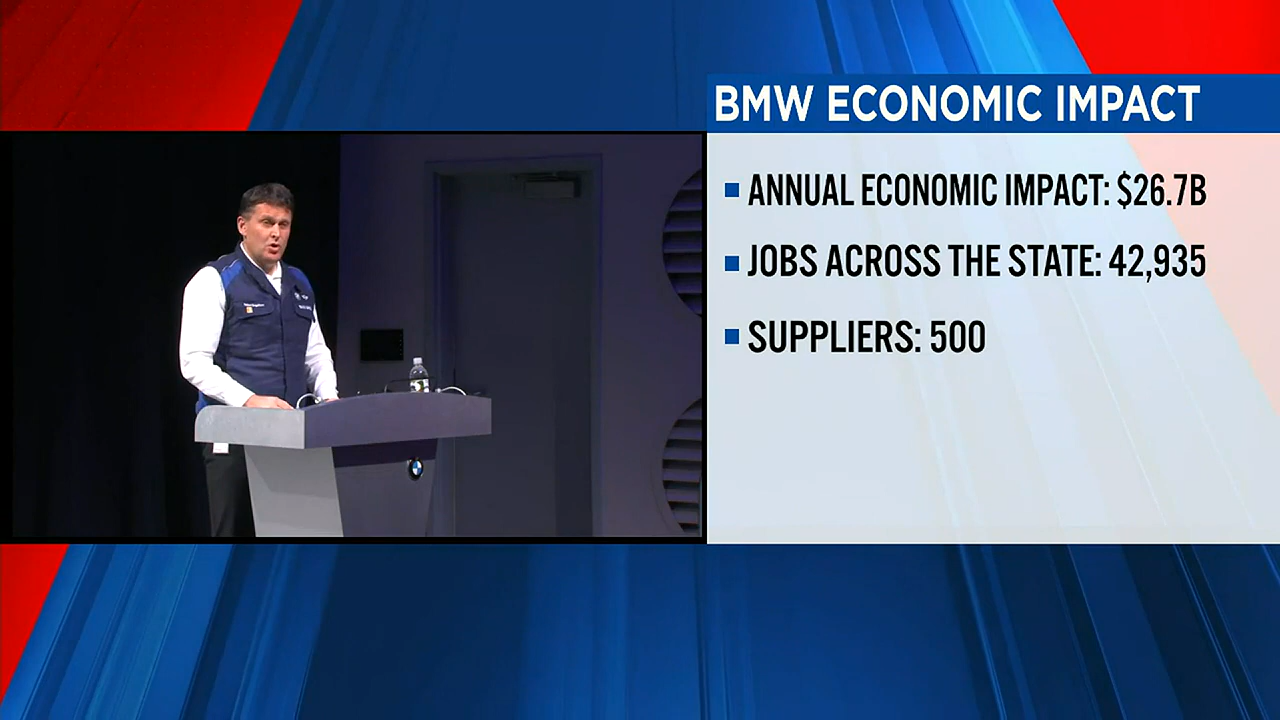 BMW ECONOMIC IMPACT
ANNUAL ECONOMIC IMPACT: $26.7B
JOBS ACROSS THE STATE: 42,935
SUPPLIERS: 500